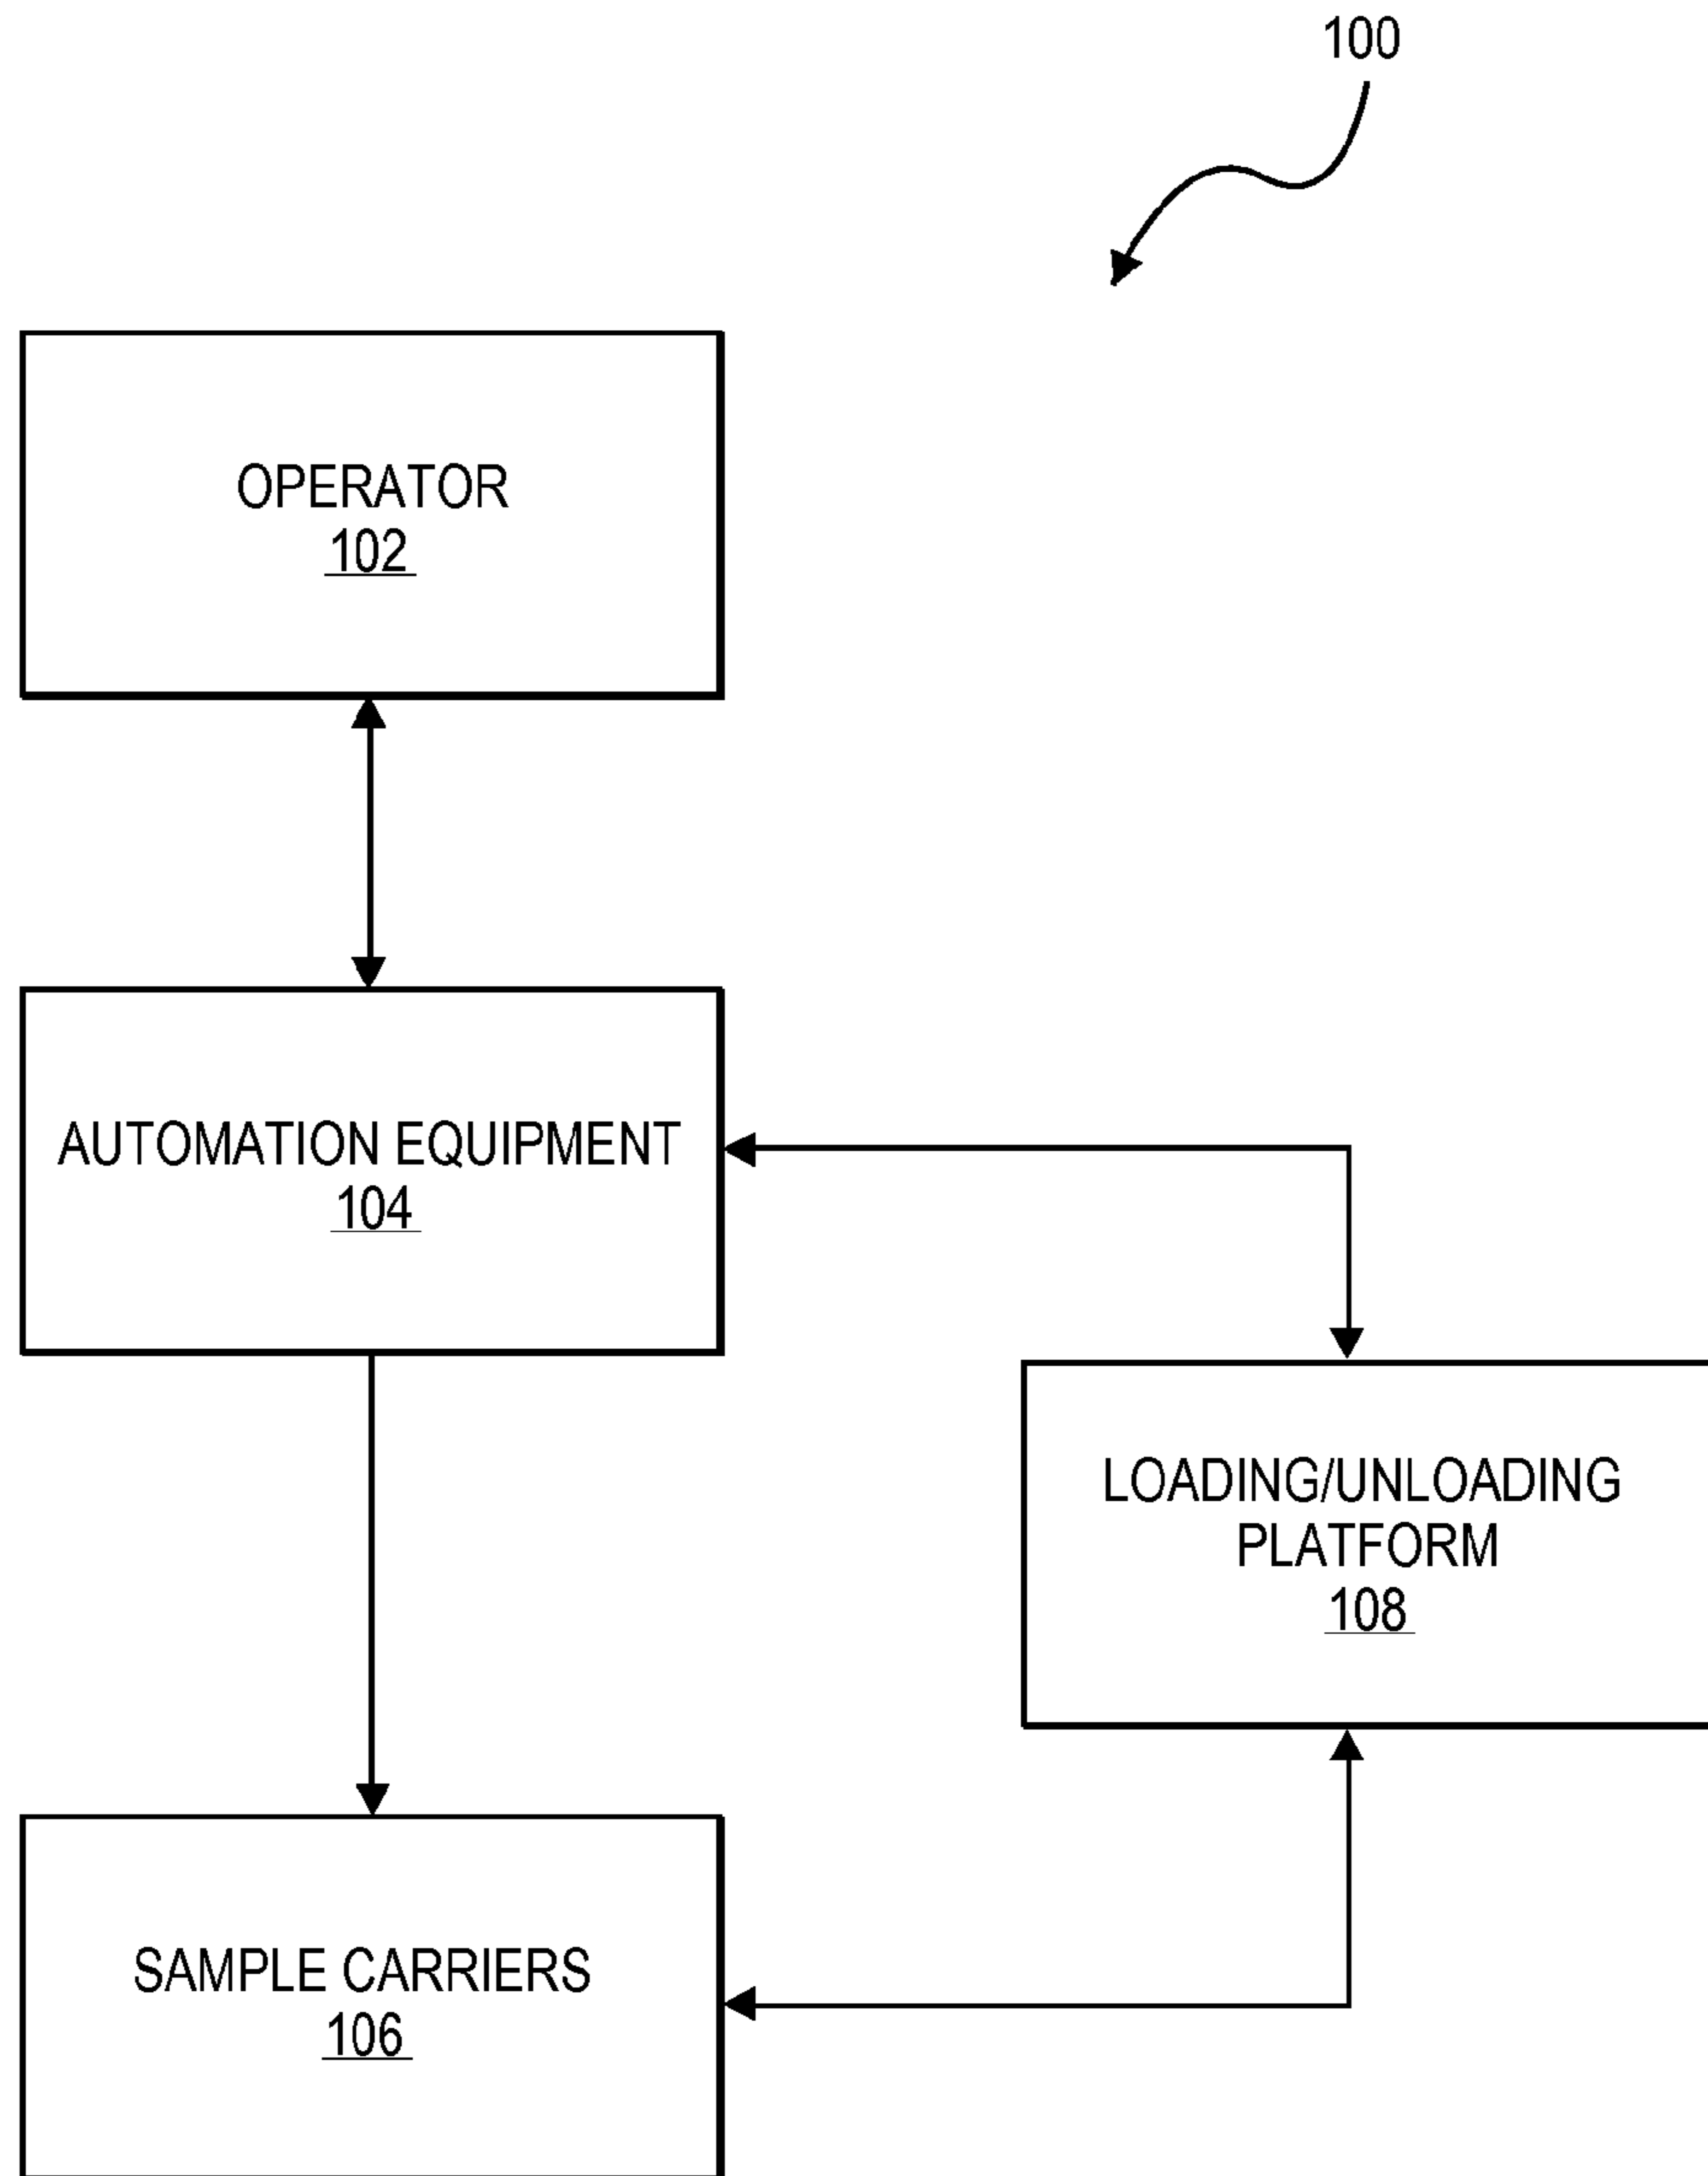 100
OPERATOR
102
AUTOMATION EQUIPMENT
104
LOADING/UNLOADING
PLATFORM
108
SAMPLE CARRIERS
106